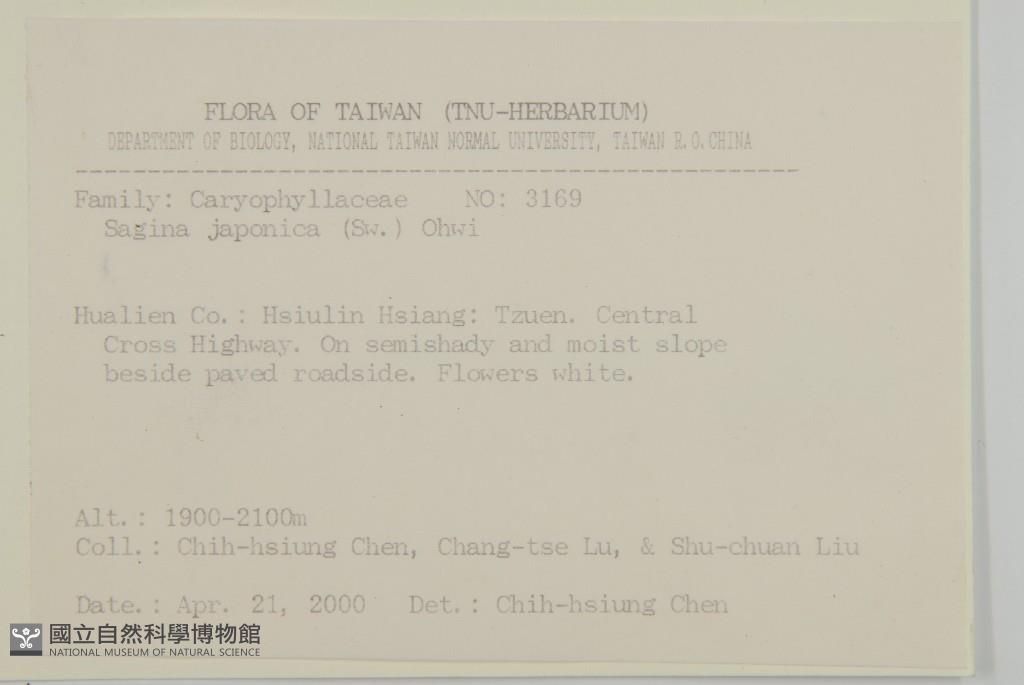 FLORA OF TAIWAN (TNU-HERBARIUM)
DEPARTMENT OF BIOLOGY, NATIONAL TAIWAN NORMAL UNIVERSITY, TAIWAN R.O.CHINA
Family: Caryophyllaceae NO: 3169
Sagina japonica (Sw.) Ohwi
Hualien Co.: Hsiulin Hsiang: Tzuen. Central
Cross Highway. On semishady and moist slope
beside paved roadside. Flowers white.
Alt.: 1900-2100m
Coll.: Chih-hsiung Chen, Chang-tse Lu, & Shu-chuan Liu
Date.: Apr. 21, 2000 Det.: Chih-hsiung Chen
國立自然科學博物館
NATIONAL MUSEUM OF NATURAL SCIENCE